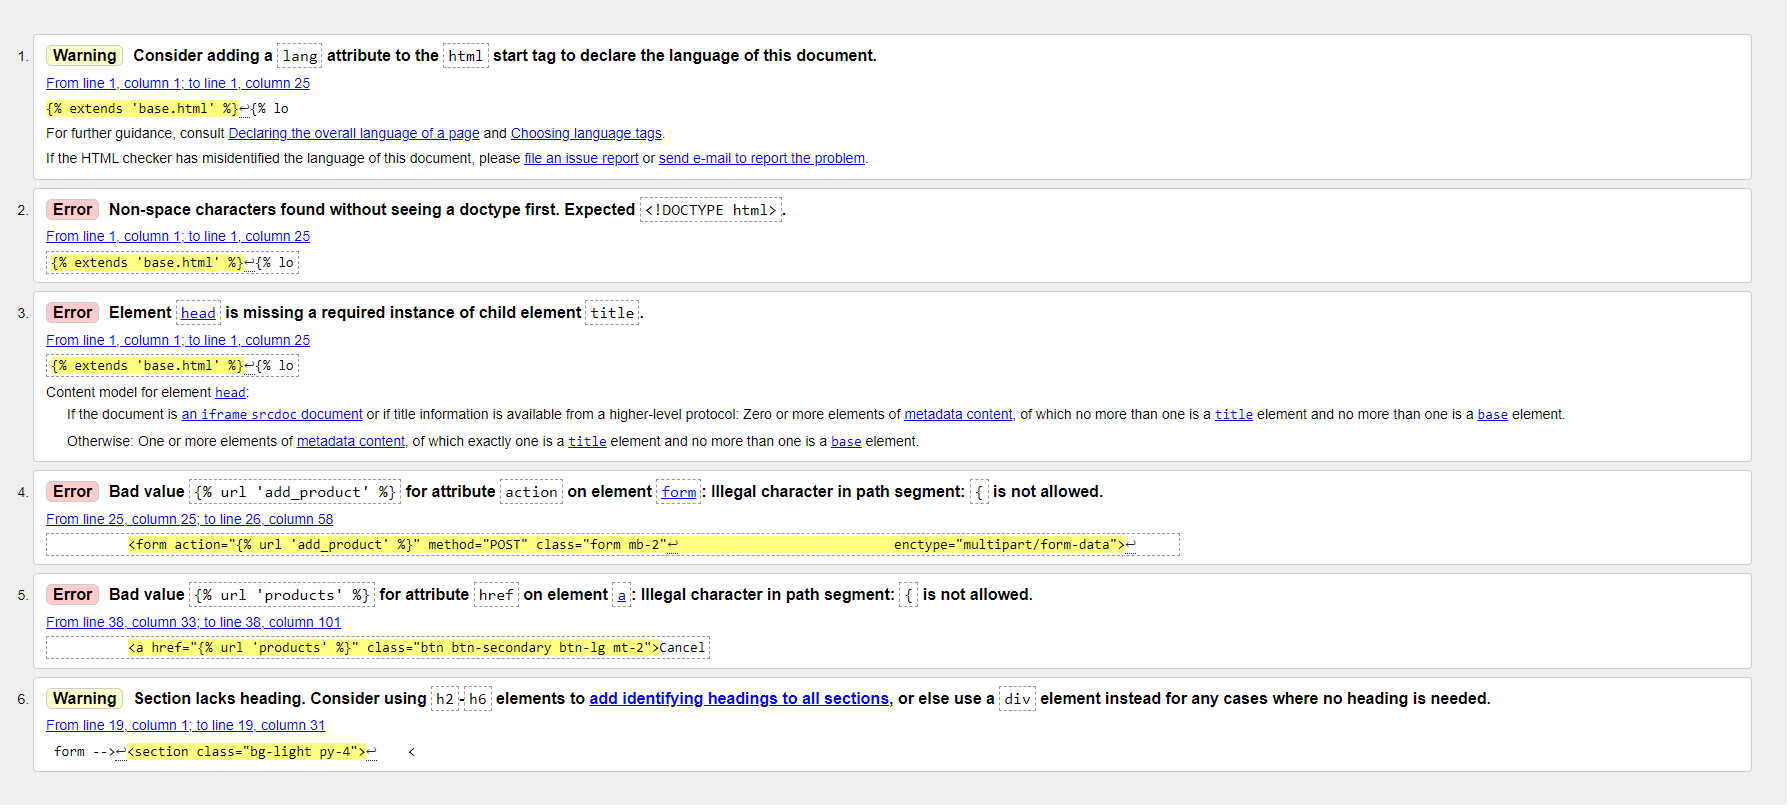 1. Warning Consider adding a lang attribute to the html start tag to declare the language of this document.
From line 1, column 1; to line 1, column 25
{% extends 'base.html' %}↩{% lo
For further guidance, consult Declaring the overall language of a page and Choosing language tags.
If the HTML checker has misidentified the language of this document, please file an issue report or send e-mail to report the problem.
2. Error Non-space characters found without seeing a doctype first. Expected <!DOCTYPE html>.
From line 1, column 1; to line 1, column 25
{% extends 'base.html' %}↩{% lo
3. Error Element head is missing a required instance of child element title.
From line 1, column 1; to line 1, column 25
{% extends 'base.html' %}↩{% lo
Content model for element head:
If the document is an iframe srcdoc document or if title information is available from a higher-level protocol: Zero or more elements of metadata content, of which no more than one is a title element and no more than one is a base element.
Otherwise: One or more elements of metadata content, of which exactly one is a title element and no more than one is a base element.
4. Error Bad value {% url 'add_product' %} for attribute action on element form: Illegal character in path segment: { is not allowed.
From line 25, column 25; to line 26, column 58
<form action="{% url 'add_product' %}" method="POST" class="form mb-2"↩ enctype="multipart/form-data">↩
5. Error Bad value {% url 'products' %} for attribute href on element a: Illegal character in path segment: { is not allowed.
From line 38, column 33; to line 38, column 101
<a href="{% url 'products' %}" class="btn btn-secondary btn-lg mt-2">Cancel
6. Warning Section lacks heading. Consider using h2-h6 elements to add identifying headings to all sections, or else use a div element instead for any cases where no heading is needed.
From line 19, column 1; to line 19, column 31
form -->↩<section class="bg-light py-4">↩ <